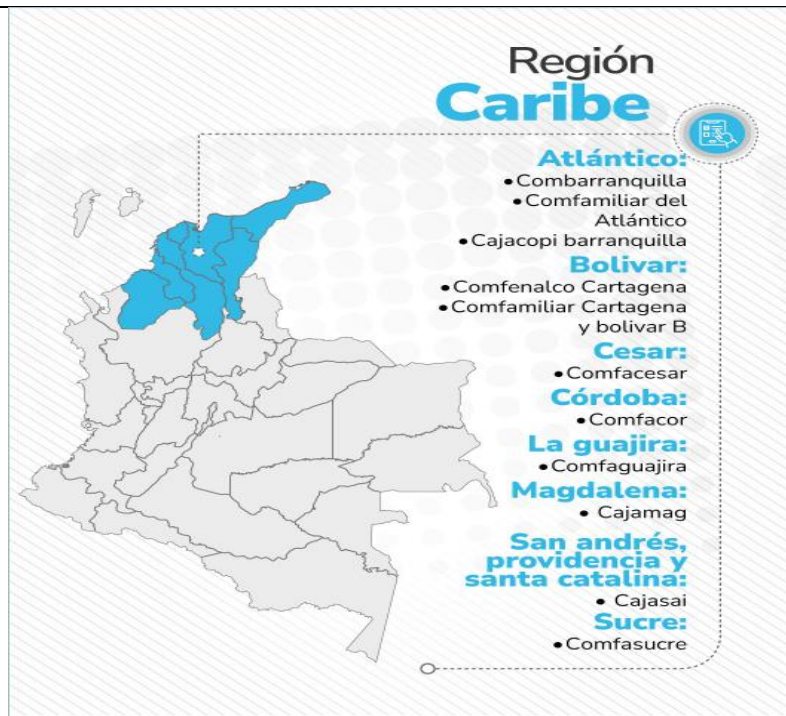 Región
Caribe
Atlántico:
• Combarranquilla
• Comfamiliar del
Atlántico
• Cajacopi barranquilla
Bolivar:
• Comfenalco Cartagena
• Comfamiliar Cartagena
y bolivar B
Cesar:
• Comfacesar
Córdoba:
• Comfacor
La guajira:
• Comfaguajira
Magdalena:
• Cajamag
San andrés,
providencia y
santa catalina:
• Cajasai
Sucre:
• Comfasucre